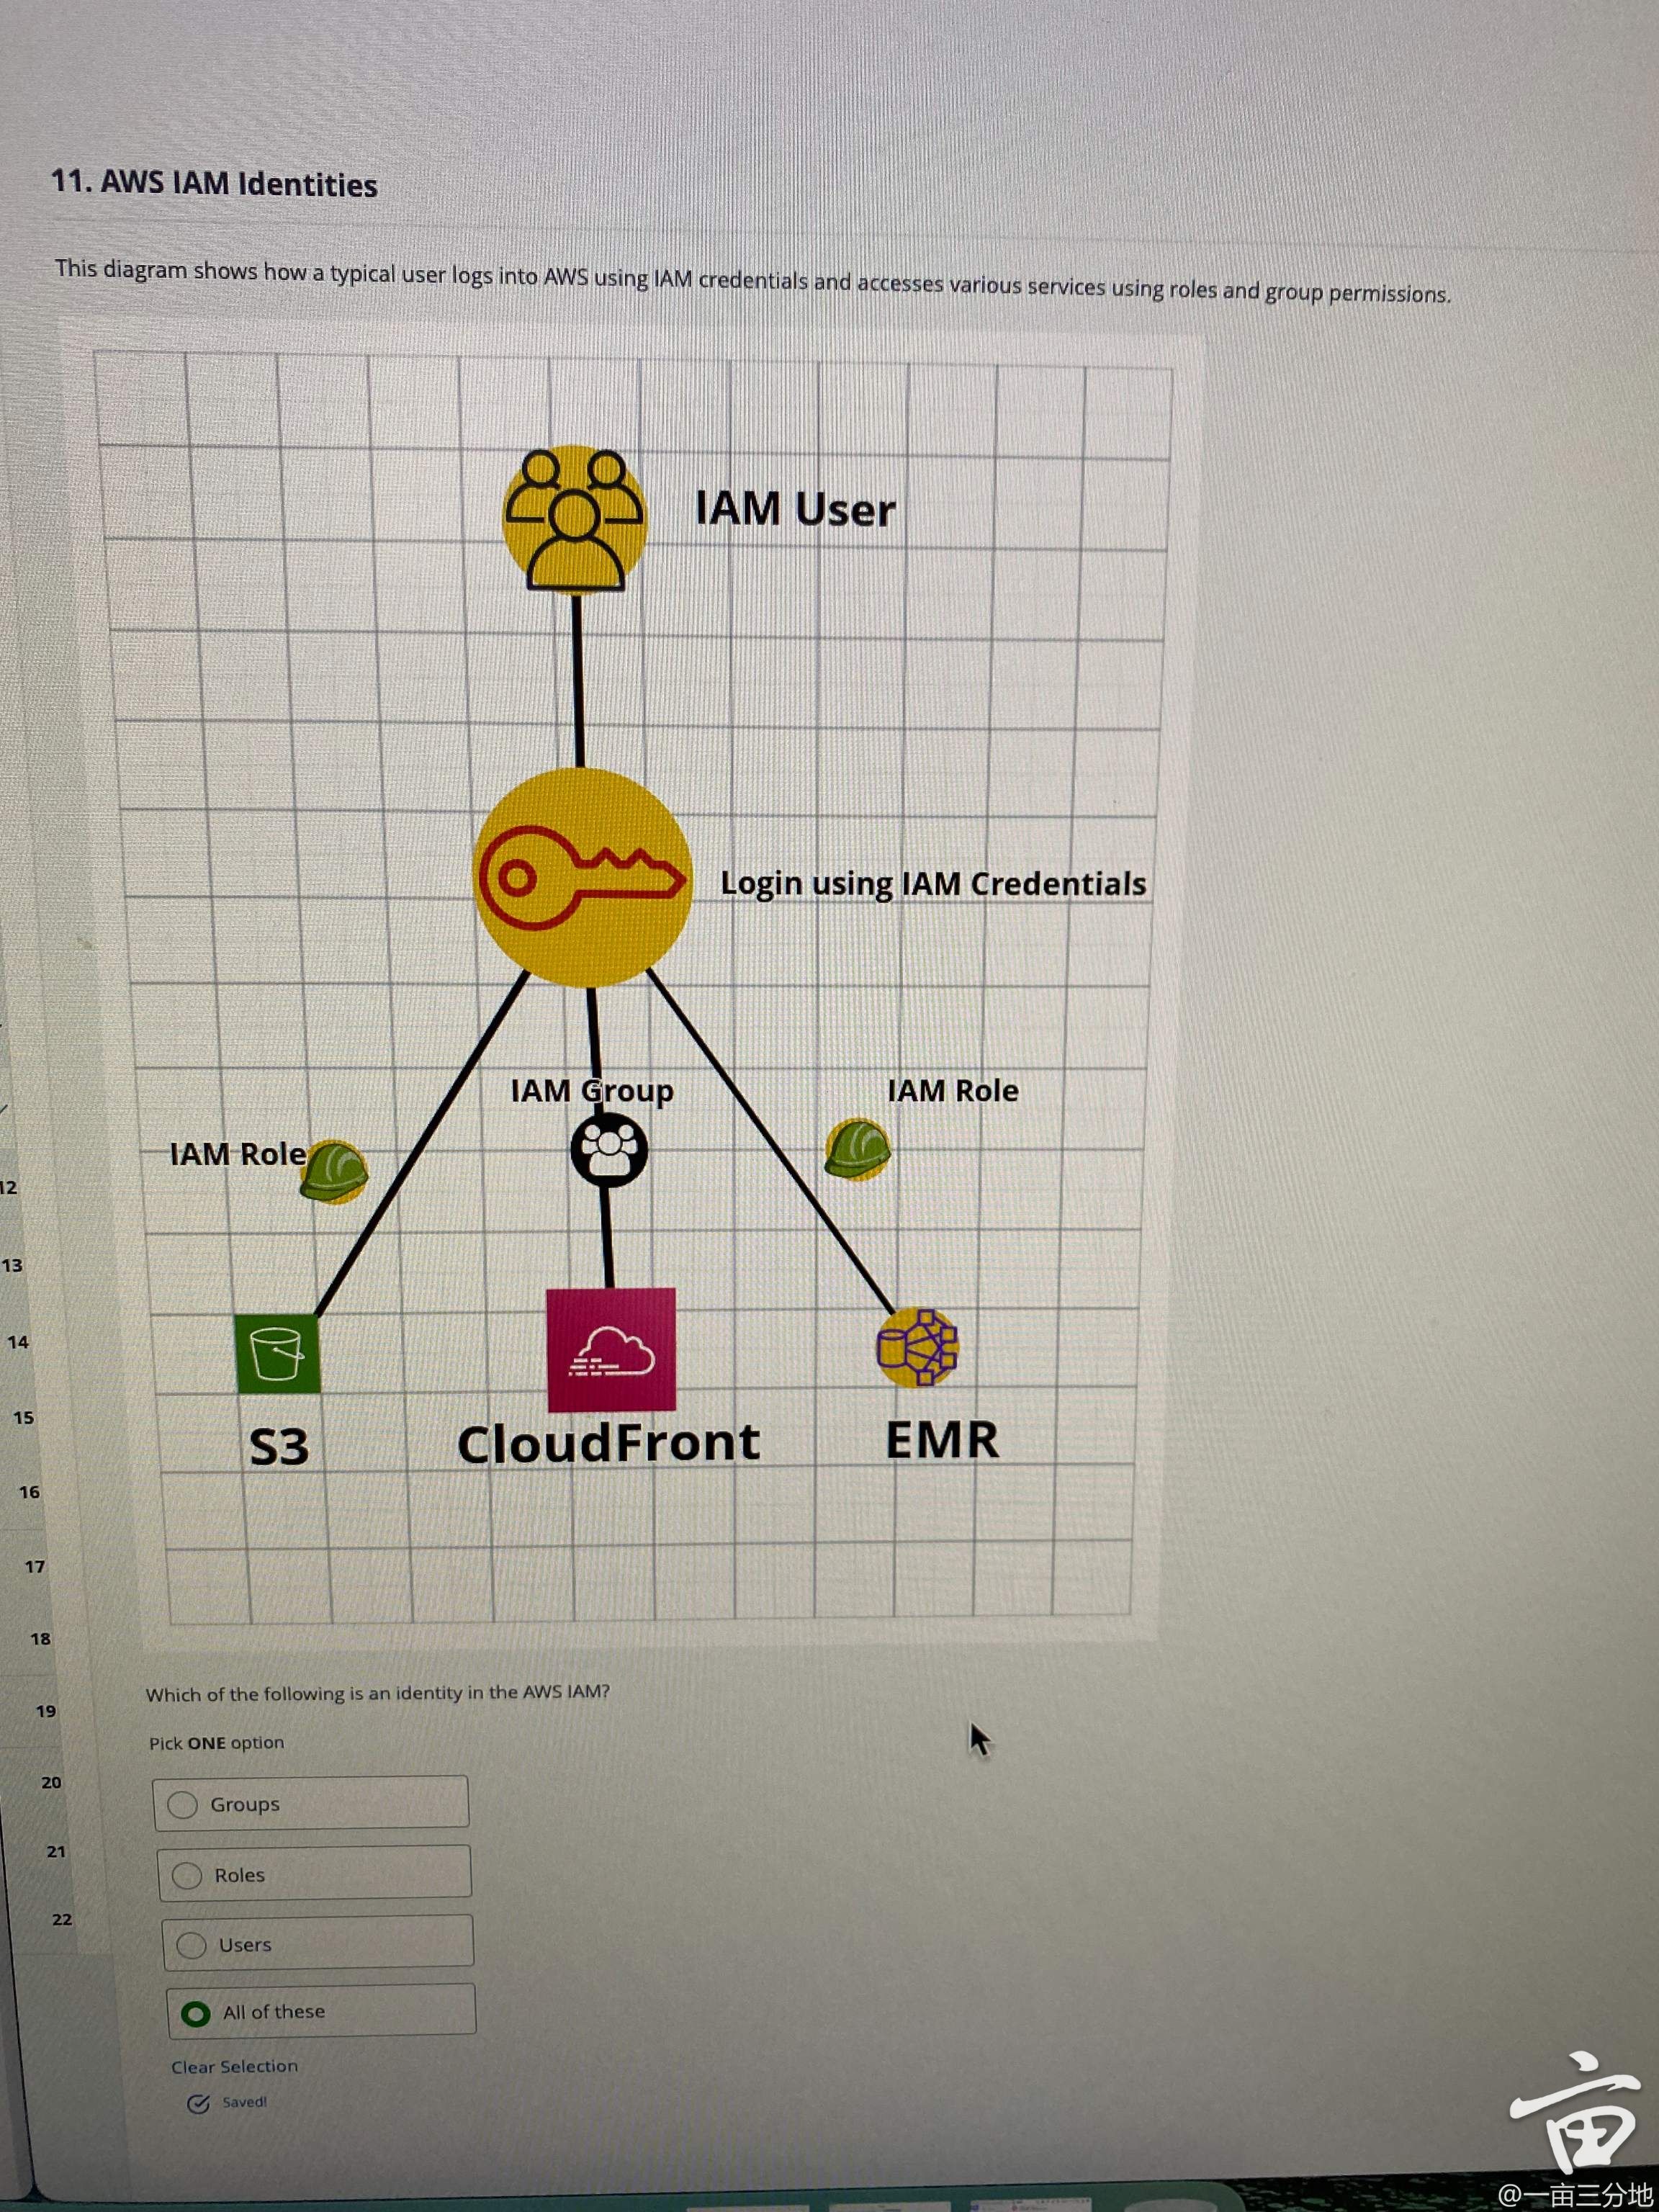 11. AWS IAM Identities
This diagram shows how a typical user logs into AWS using IAM credentials and accesses various services using roles and group permissions.
IAM User
Login using IAM Credentials
IAM Group
IAM Role
IAM Role
S3
CloudFront
EMR
12
13
14
15
16
17
18
19
20
21
22
Which of the following is an identity in the AWS IAM?
Pick ONE option
Groups
Roles
Users
All of these
Clear Selection
Saved!
亩
@一亩三分地